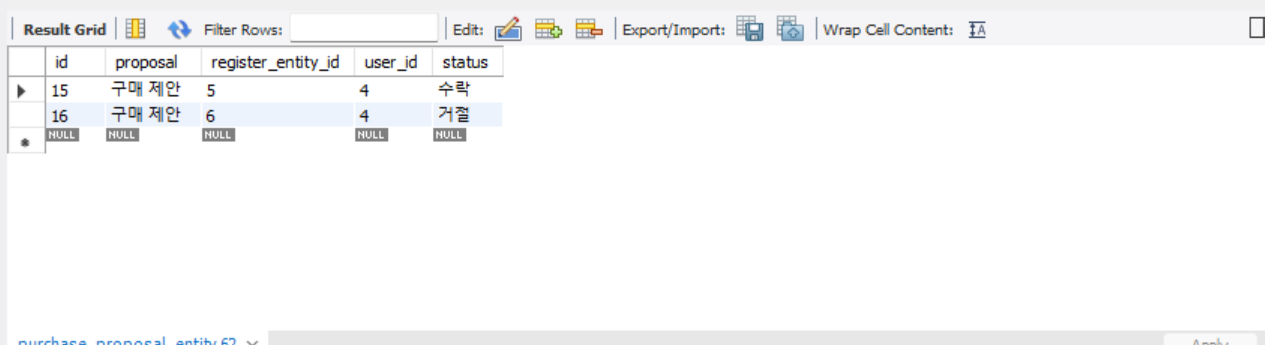 Result Grid Filter Rows: Edit: Export/Import: Wrap Cell Content: IA
id proposal register_entity_id user_id status
15 구매 제안 5 4 수락
16 구매 제안 6 4 거절
NULL NULL NULL NULL NULL
purchase_proposal_entity 62 Apply